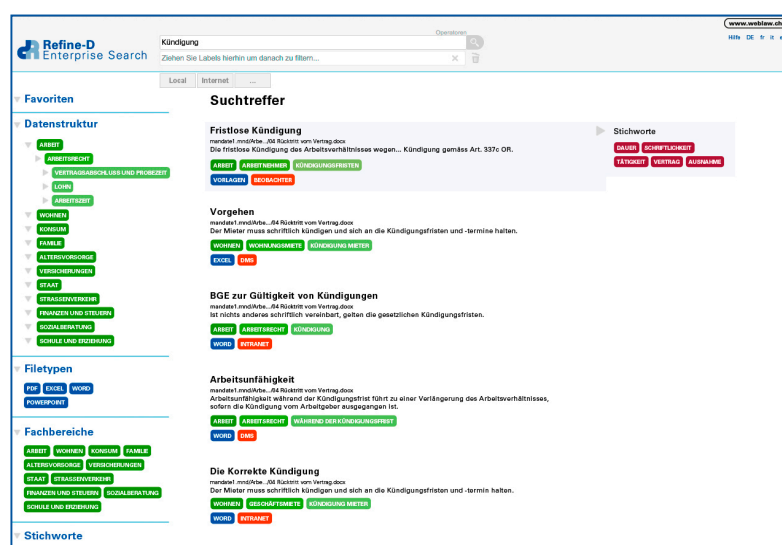 www.weblaw.ch
Hilfe DE fr it
Refine-D
Enterprise Search
Operatoren
Kündigung
Ziehen Sie Labels hierhin um danach zu filtern...
Local Internet ...
Favoriten
Datenstruktur
ARBEIT
ARBEITSRECHT
VERTRAGSABSCHLUSS UND PROBEZEIT
LOHN
ARBEITSZEIT
WOHNEN
KONSUM
FAMILIE
ALTERSVORSORGE
VERSICHERUNGEN
STAAT
STRASSENVERKEHR
FINANZEN UND STEUERN
SOZIALBERATUNG
SCHULE UND ERZIEHUNG
Filetypen
PDF EXCEL WORD
POWERPOINT
Fachbereiche
ARBEIT WOHNEN KONSUM FAMILIE
ALTERSVORSORGE VERSICHERUNGEN
STAAT STRASSENVERKEHR
FINANZEN UND STEUERN SOZIALBERATUNG
SCHULE UND ERZIEHUNG
Stichworte
Suchtreffer
Fristlose Kündigung
mandate1.mnd/Arbe.../04 Rücktritt vom Vertrag.docx
Die fristlose Kündigung des Arbeitsverhältnisses wegen... Kündigung gemäss Art. 337c OR.
ARBEIT ARBEITNEHMER KÜNDIGUNGSFRISTEN
VORLAGEN BEOBACHTER
Stichworte
DAUER SCHRIFTLICHKEIT
TÄTIGKEIT VERTRAG AUSNAHME
Vorgehen
mandate1.mnd/Arbe.../04 Rücktritt vom Vertrag.docx
Der Mieter muss schriftlich kündigen und sich an die Kündigungsfristen und -termine halten.
WOHNEN WOHNUNGSMIETE KÜNDIGUNG MIETER
EXCEL DMS
BGE zur Gültigkeit von Kündigungen
mandate1.mnd/Arbe.../04 Rücktritt vom Vertrag.docx
Ist nichts anderes schriftlich vereinbart, gelten die gesetzlichen Kündigungsfristen.
ARBEIT ARBEITSRECHT KÜNDIGUNG
WORD INTRANET
Arbeitsunfähigkeit
mandate1.mnd/Arbe.../04 Rücktritt vom Vertrag.docx
Arbeitsunfähigkeit während der Kündigungsfrist führt zu einer Verlängerung des Arbeitsverhältnisses,
sofern die Kündigung vom Arbeitgeber ausgegangen ist.
ARBEIT ARBEITSRECHT WÄHREND DER KÜNDIGUNGSFRIST
WORD DMS
Die Korrekte Kündigung
mandate1.mnd/Arbe.../04 Rücktritt vom Vertrag.docx
Der Mieter muss schriftlich kündigen und sich an die Kündigungsfristen und -termin halten.
WOHNEN GESCHÄFTSMIETE KÜNDIGUNG MIETER
WORD INTRANET